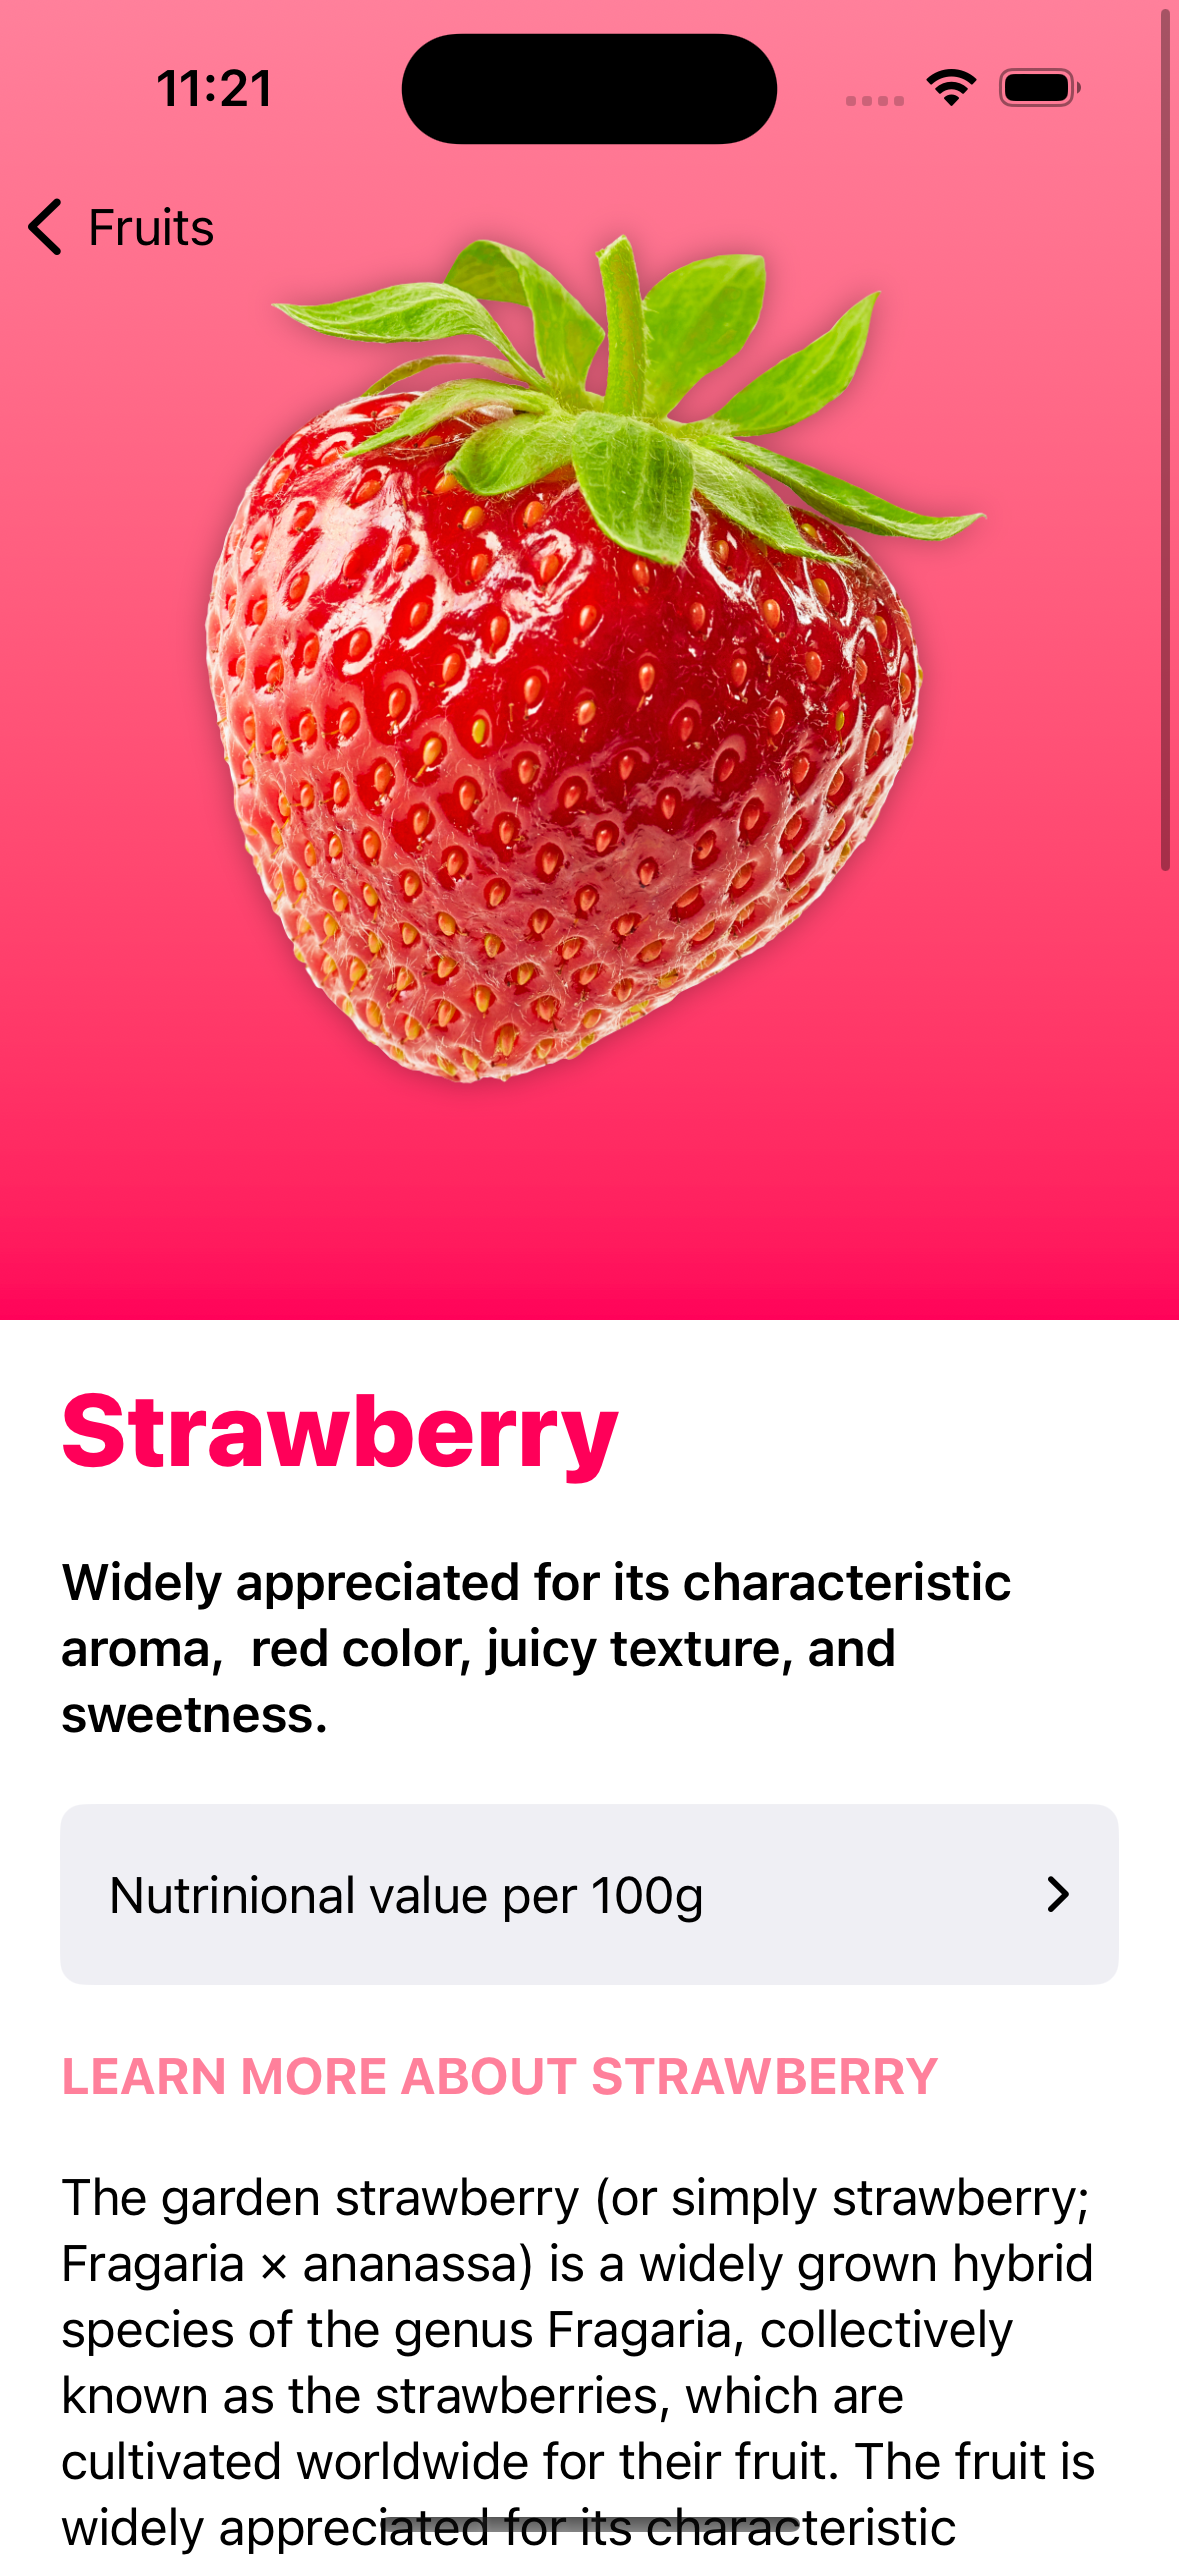 11:21
Fruits
Strawberry
Widely appreciated for its characteristic
aroma,  red color, juicy texture, and
sweetness.
Nutrinional value per 100g
LEARN MORE ABOUT STRAWBERRY
The garden strawberry (or simply strawberry;
Fragaria × ananassa) is a widely grown hybrid
species of the genus Fragaria, collectively
known as the strawberries, which are
cultivated worldwide for their fruit. The fruit is
widely appreciated for its characteristic